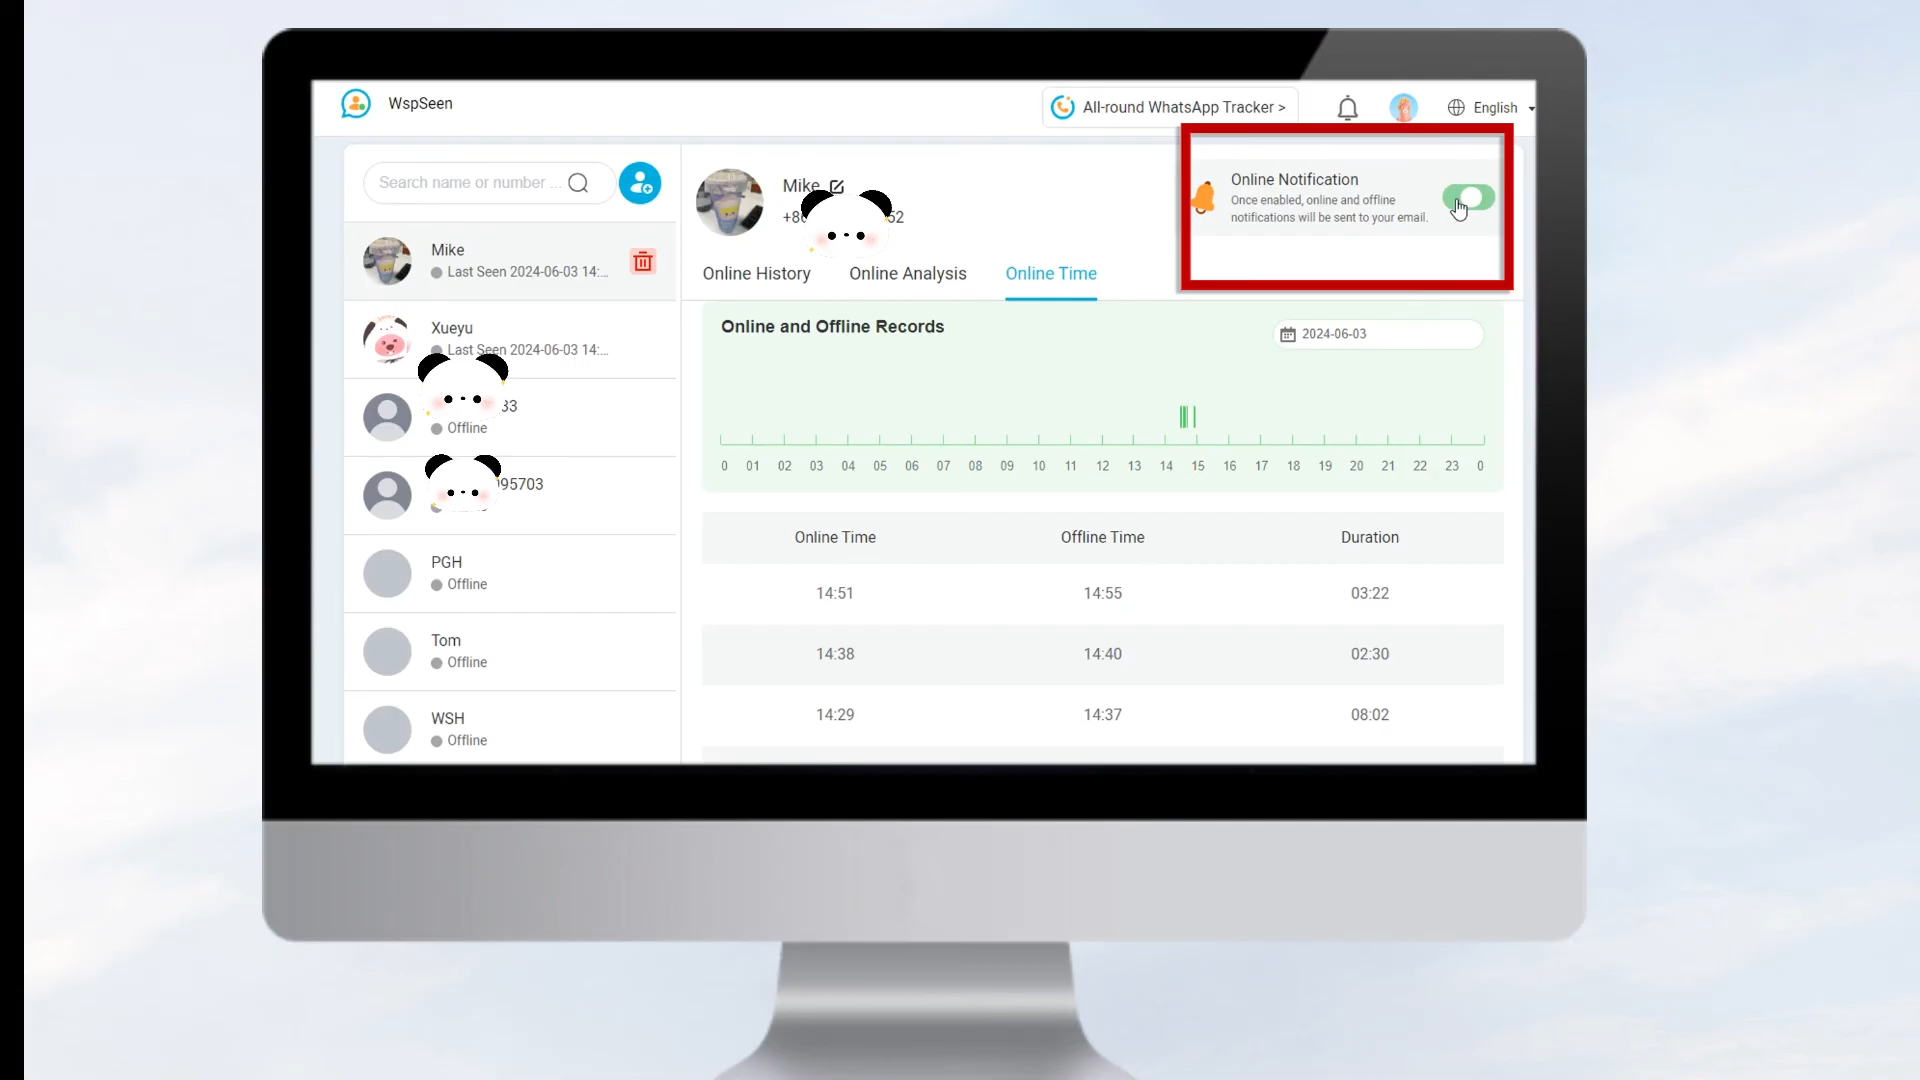 WspSeen
All-round WhatsApp Tracker >
English
Search name or number ...
Mike
Last Seen 2024-06-03 14:...
Xueyu
Last Seen 2024-06-03 14:...
33
Offline
95703
PGH
Offline
Tom
Offline
WSH
Offline
Mike
+86
52
Online Notification
Once enabled, online and offline
notifications will be sent to your email.
Online History
Online Analysis
Online Time
Online and Offline Records
2024-06-03
0 01 02 03 04 05 06 07 08 09 10 11 12 13 14 15 16 17 18 19 20 21 22 23 0
Online Time Offline Time Duration
14:51 14:55 03:22
14:38 14:40 02:30
14:29 14:37 08:02